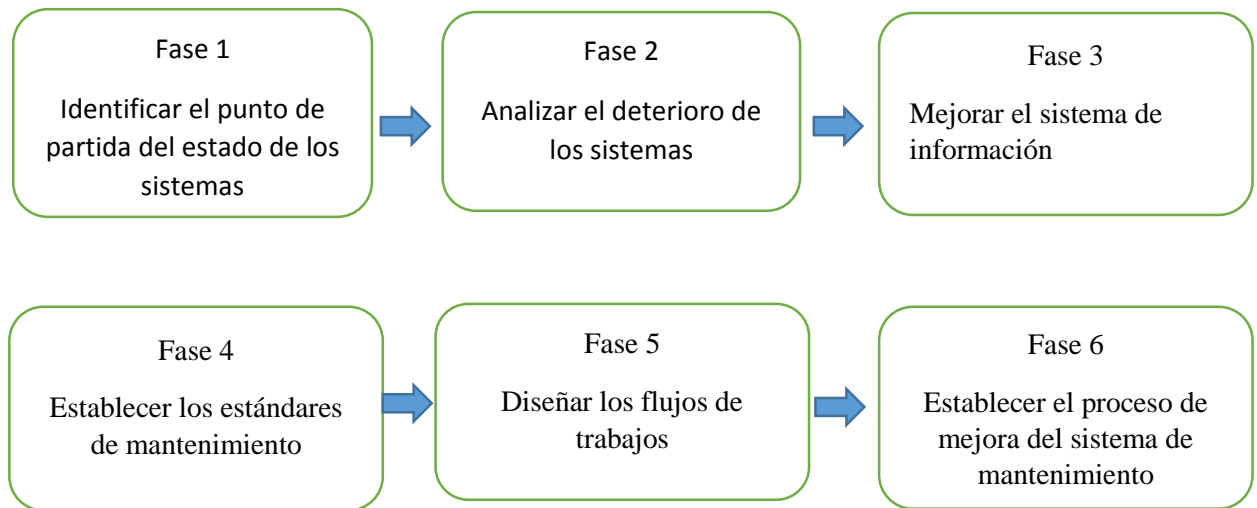 Fase 1
Identificar el punto de
partida del estado de los
sistemas
Fase 2
Analizar el deterioro de
los sistemas
Fase 3
Mejorar el sistema de
información
Fase 4
Establecer los estándares
de mantenimiento
Fase 5
Diseñar los flujos de
trabajos
Fase 6
Establecer el proceso de
mejora del sistema de
mantenimiento